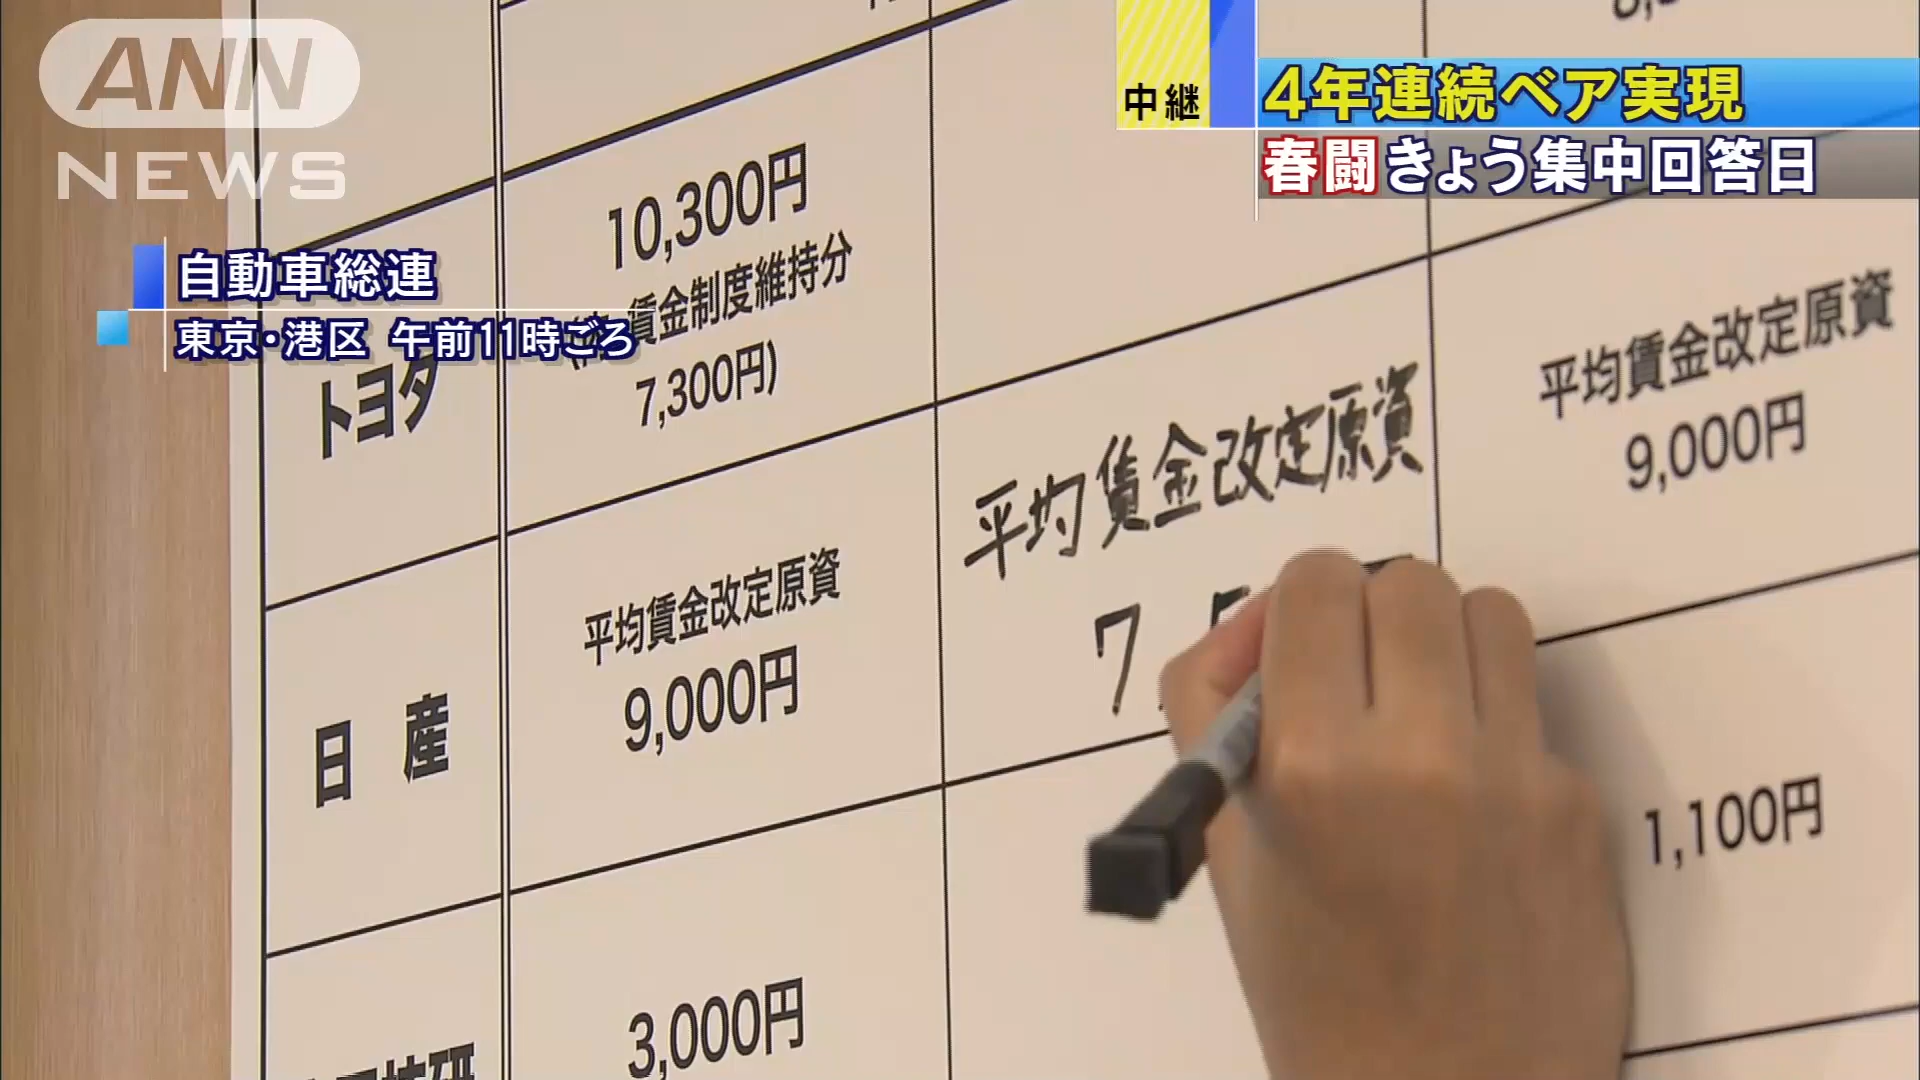 ANN
NEWS
中継
4年連続ベア実現
春闘きょう集中回答日
自動車総連
東京・港区 午前11時ごろ
トヨタ
10,300円
賃金制度維持分
7,300円)
日 産
平均賃金改定原資
9,000円
平均賃金改定原資
7
平均賃金改定原資
9,000円
1,100円
3,000円